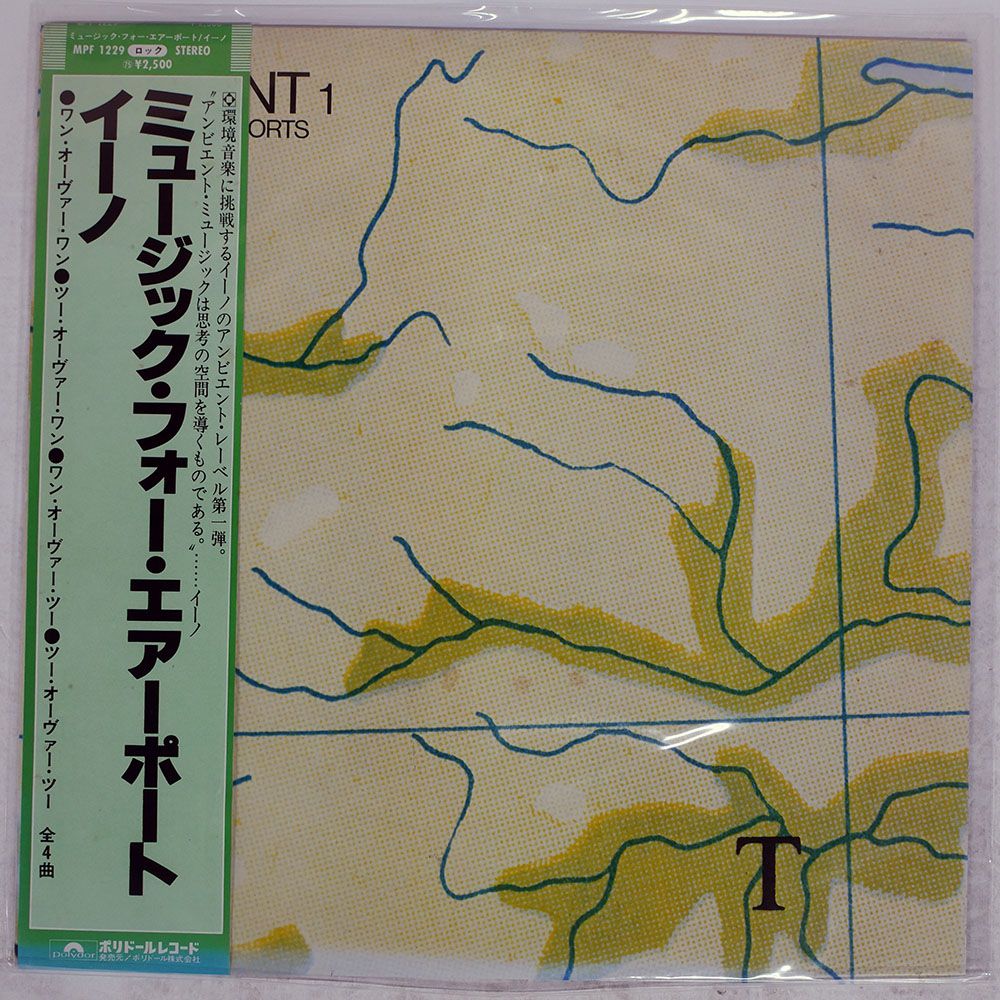 ミュージック・フォー・エアーポート/イーノ
MPF 1229 ロック STEREO
⑮ ¥2,500
環境音楽に挑戦するイーノのアンビエント・レーベル第一弾。
“アンビエント・ミュージックは思考の空間を導くものである。”……イーノ
ミュージック・フォー・エアーポート
イーノ
●ワン・オーヴァー・ワン●ツー・オーヴァー・ワン●ワン・オーヴァー・ツー●ツー・オーヴァー・ツー 全4曲
polydor
ポリドールレコード
発売元/ポリドール株式会社
NT 1
ORTS
T